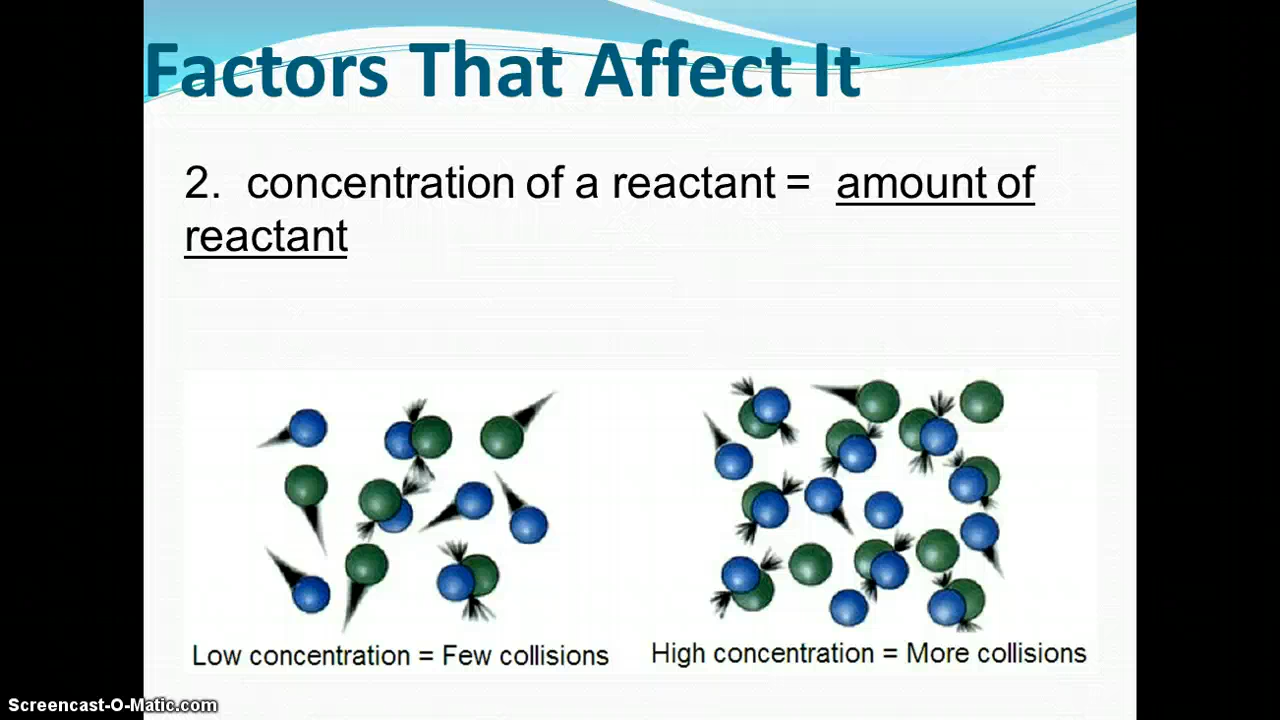 Factors That Affect It
2. concentration of a reactant = amount of
reactant
Low concentration = Few collisions
High concentration = More collisions
Screencast-O-Matic.com